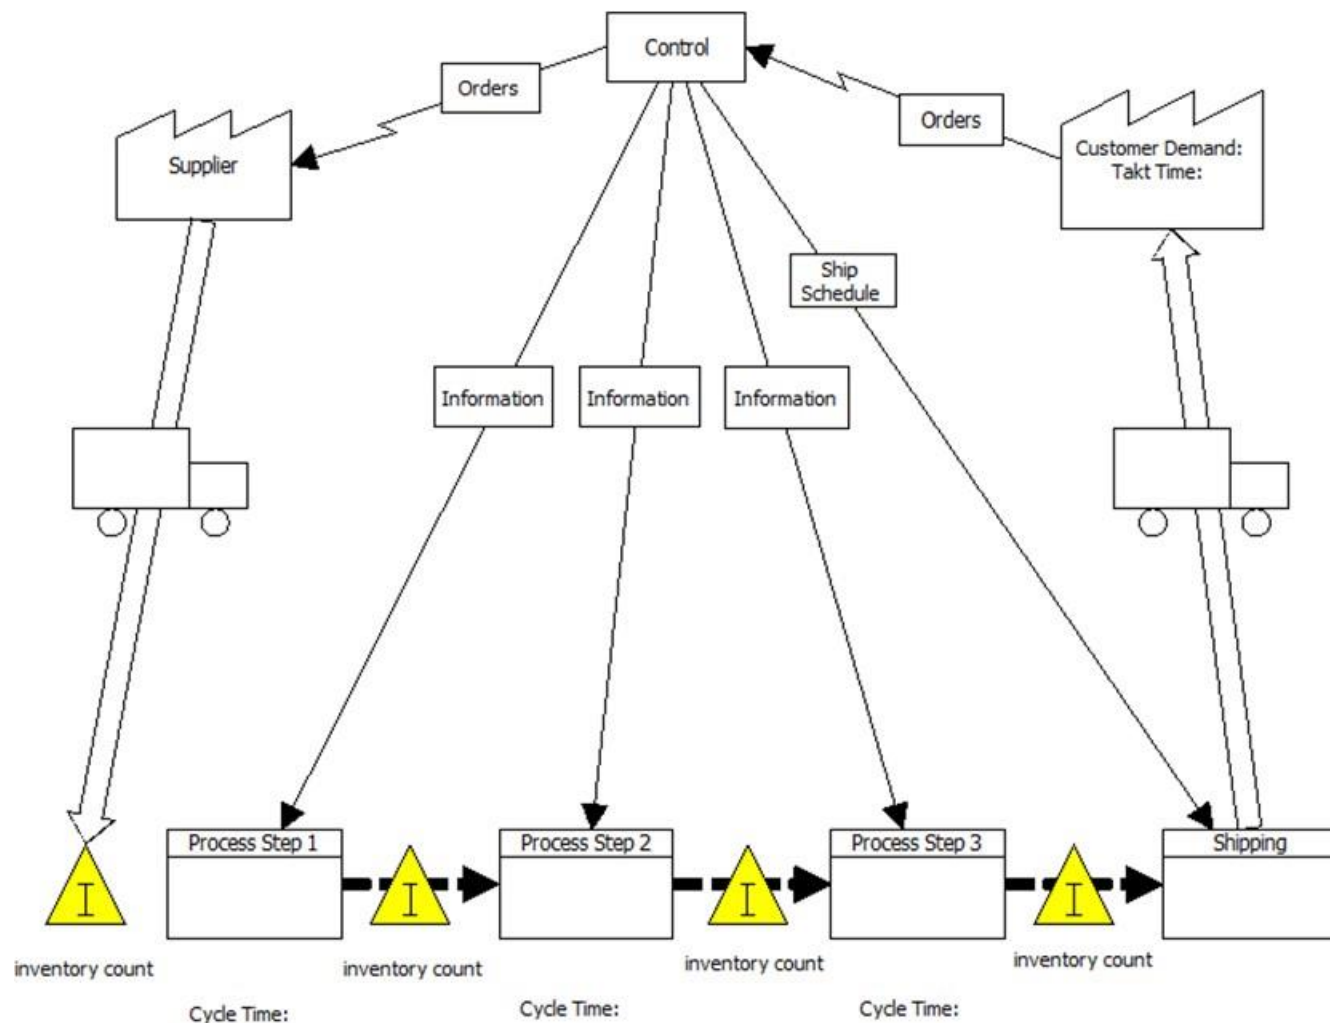 Control
Orders
Orders
Supplier
Customer Demand:
Takt Time:
Ship
Schedule
Information
Information
Information
Process Step 1
Process Step 2
Process Step 3
Shipping
I
I
I
I
inventory count
inventory count
inventory count
inventory count
Cycle Time:
Cycle Time:
Cycle Time: